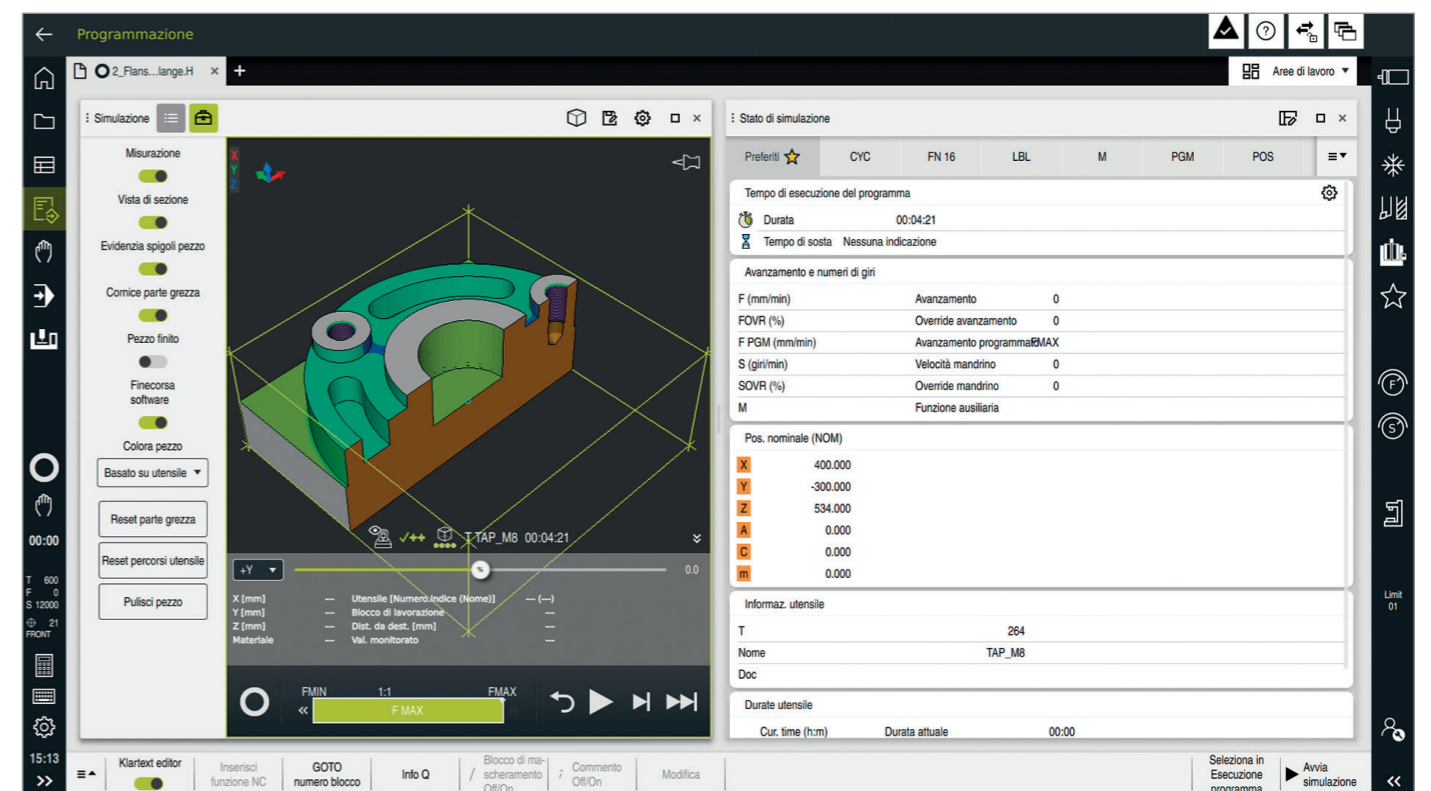 Programmazione
2_Flans...lange.H × +
Aree di lavoro
Simulazione
Misurazione
Vista di sezione
Evidenzia spigoli pezzo
Cornice parte grezza
Pezzo finito
Finecorsa
software
Colora pezzo
Basato su utensile
Reset parte grezza
Reset percorsi utensile
Pulisci pezzo
X
Y
Z
T TAP_M8 00:04:21
+Y
%
0.0
X [mm] --- Utensile [Numero.Indice (Nome)] --- (---)
Y [mm] --- Blocco di lavorazione ---
Z [mm] --- Dist. da dest. [mm] ---
Materiale --- Val. monitorato ---
FMIN 1:1 FMAX
F MAX
Stato di simulazione
Preferiti CYC FN 16 LBL M PGM POS
Tempo di esecuzione del programma
Durata 00:04:21
Tempo di sosta Nessuna indicazione
Avanzamento e numeri di giri
F (mm/min) Avanzamento 0
FOVR (%) Override avanzamento 0
F PGM (mm/min) Avanzamento programmatFMAX
S (giri/min) Velocità mandrino 0
SOVR (%) Override mandrino 0
M Funzione ausiliaria
Pos. nominale (NOM)
X 400.000
Y -300.000
Z 534.000
A 0.000
C 0.000
m 0.000
Informaz. utensile
T 264
Nome TAP_M8
Doc
Durate utensile
Cur. time (h:m) Durata attuale 00:00
00:00
T 600
F 0
S 12000
21
FRONT
15:13
F
S
Limit
01
Klartext editor
Inserisci
funzione NC
GOTO
numero blocco
Info Q
/ Blocco di ma-
scheramento
Off/On
; Commento
Off/On
Modifica
Seleziona in
Esecuzione
programma
Avvia
simulazione